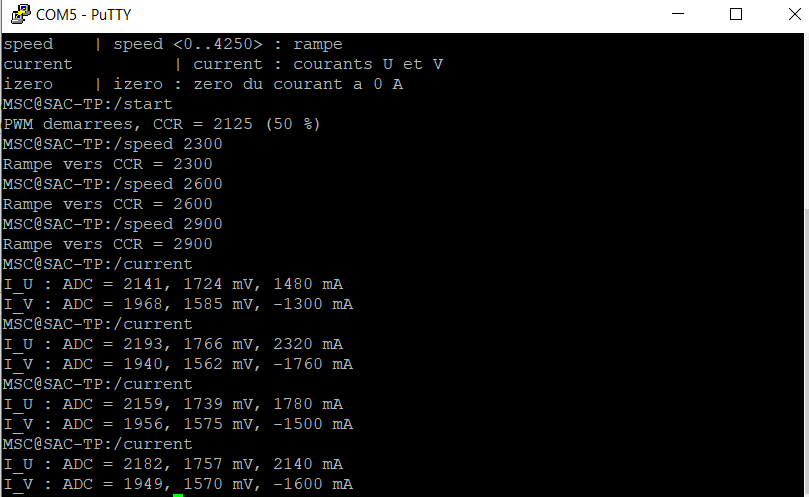 COM5 - PuTTY
speed    | speed <0..4250> : rampe
current             | current : courants U et V
izero    | izero : zero du courant a 0 A
MSC@SAC-TP:/start
PWM demarrees, CCR = 2125 (50 %)
MSC@SAC-TP:/speed 2300
Rampe vers CCR = 2300
MSC@SAC-TP:/speed 2600
Rampe vers CCR = 2600
MSC@SAC-TP:/speed 2900
Rampe vers CCR = 2900
MSC@SAC-TP:/current
I_U : ADC = 2141, 1724 mV, 1480 mA
I_V : ADC = 1968, 1585 mV, -1300 mA
MSC@SAC-TP:/current
I_U : ADC = 2193, 1766 mV, 2320 mA
I_V : ADC = 1940, 1562 mV, -1760 mA
MSC@SAC-TP:/current
I_U : ADC = 2159, 1739 mV, 1780 mA
I_V : ADC = 1956, 1575 mV, -1500 mA
MSC@SAC-TP:/current
I_U : ADC = 2182, 1757 mV, 2140 mA
I_V : ADC = 1949, 1570 mV, -1600 mA